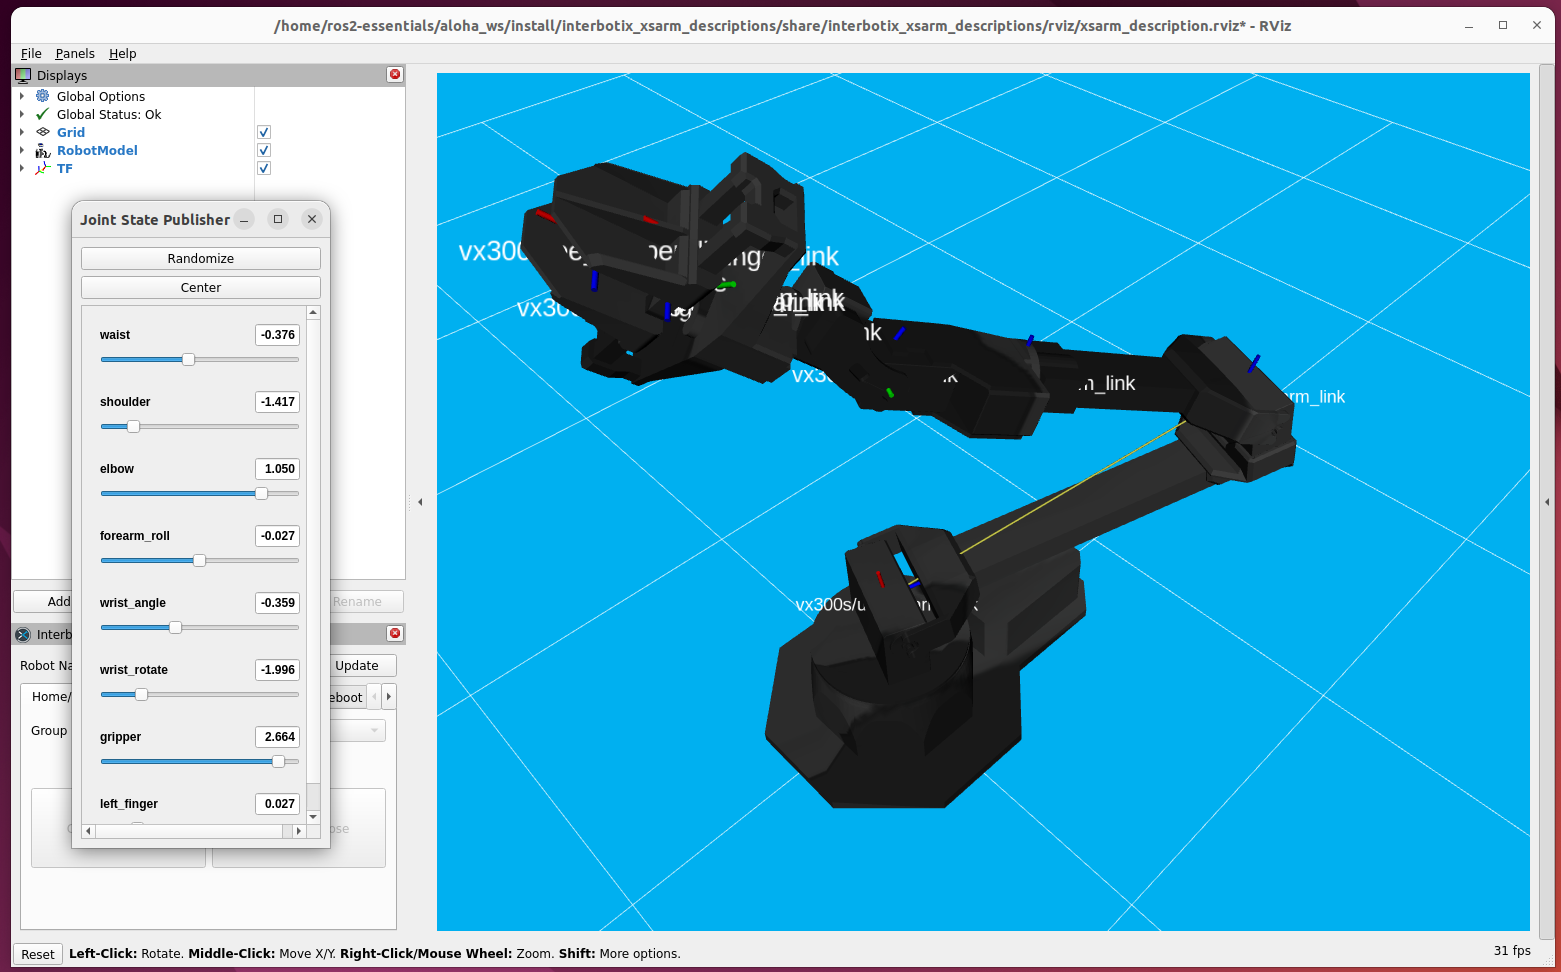 /home/ros2-essentials/aloha_ws/install/interbotix_xsarm_descriptions/share/interbotix_xsarm_descriptions/rviz/xsarm_description.rviz* - RViz
File Panels Help
Displays
Global Options
Global Status: Ok
Grid
RobotModel
TF
Add
Rename
Interb
Robot Na
Update
Home/
eboot
Group
ose
Joint State Publisher
Randomize
Center
waist -0.376
shoulder -1.417
elbow 1.050
forearm_roll -0.027
wrist_angle -0.359
wrist_rotate -1.996
gripper 2.664
left_finger 0.027
vx300
_link
vx30
_link
vx3
m_link
rm_link
vx300s/u
Reset Left-Click: Rotate. Middle-Click: Move X/Y. Right-Click/Mouse Wheel: Zoom. Shift: More options.
31 fps